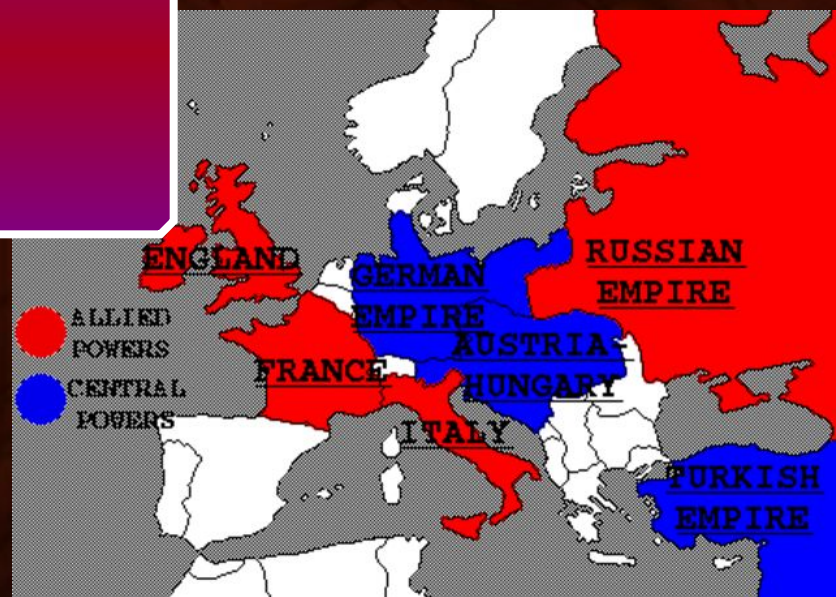 ENGLAND
RUSSIAN
EMPIRE
GERMAN
EMPIRE
ALLIED
POWERS
AUSTRIA-
HUNGARY
FRANCE
CENTRAL
POWERS
ITALY
TURKISH
EMPIRE